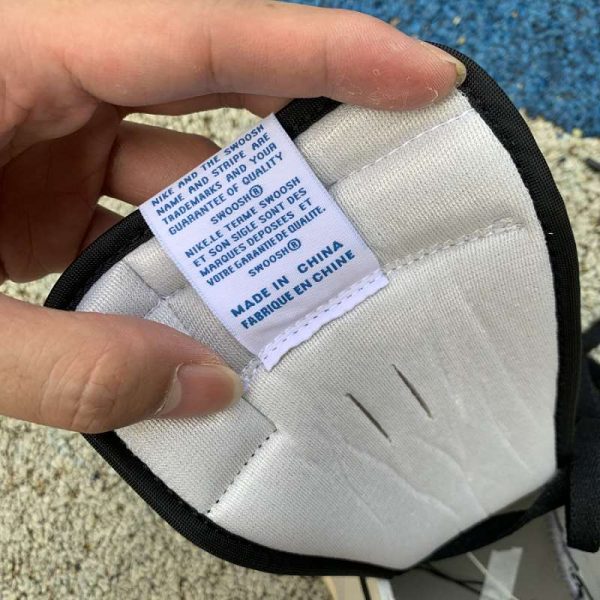 NIKE AND THE SWOOSH
NAME AND STRIPE ARE
TRADEMARKS AND YOUR
GUARANTEE OF QUALITY
SWOOSH®
NIKE.LE TERME SWOOSH
ET SON SIGLE SONT DES
MARQUES DEPOSEES ET
VOTRE GARANTIE DE QUALITE.
SWOOSH®
MADE IN CHINA
FABRIQUE EN CHINE